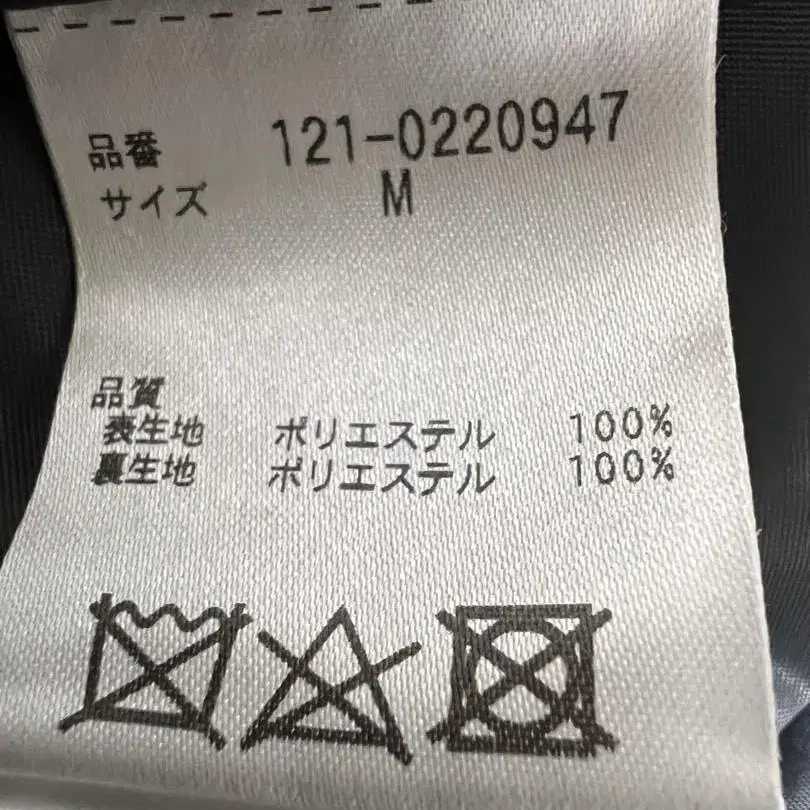 品番 121-0220947
サイズ M
品質
表生地 ポリエステル 100%
裏生地 ポリエステル 100%